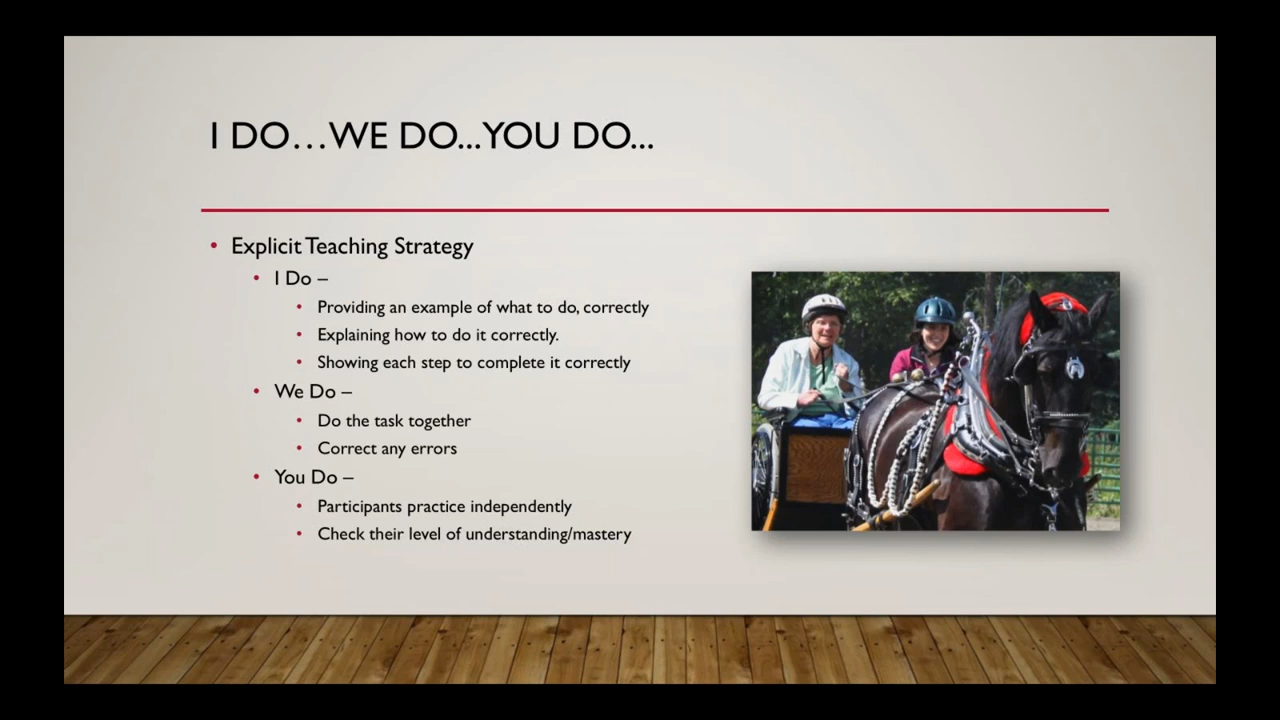 I DO…WE DO...YOU DO...
• Explicit Teaching Strategy
• I Do –
• Providing an example of what to do, correctly
• Explaining how to do it correctly.
• Showing each step to complete it correctly
• We Do –
• Do the task together
• Correct any errors
• You Do –
• Participants practice independently
• Check their level of understanding/mastery